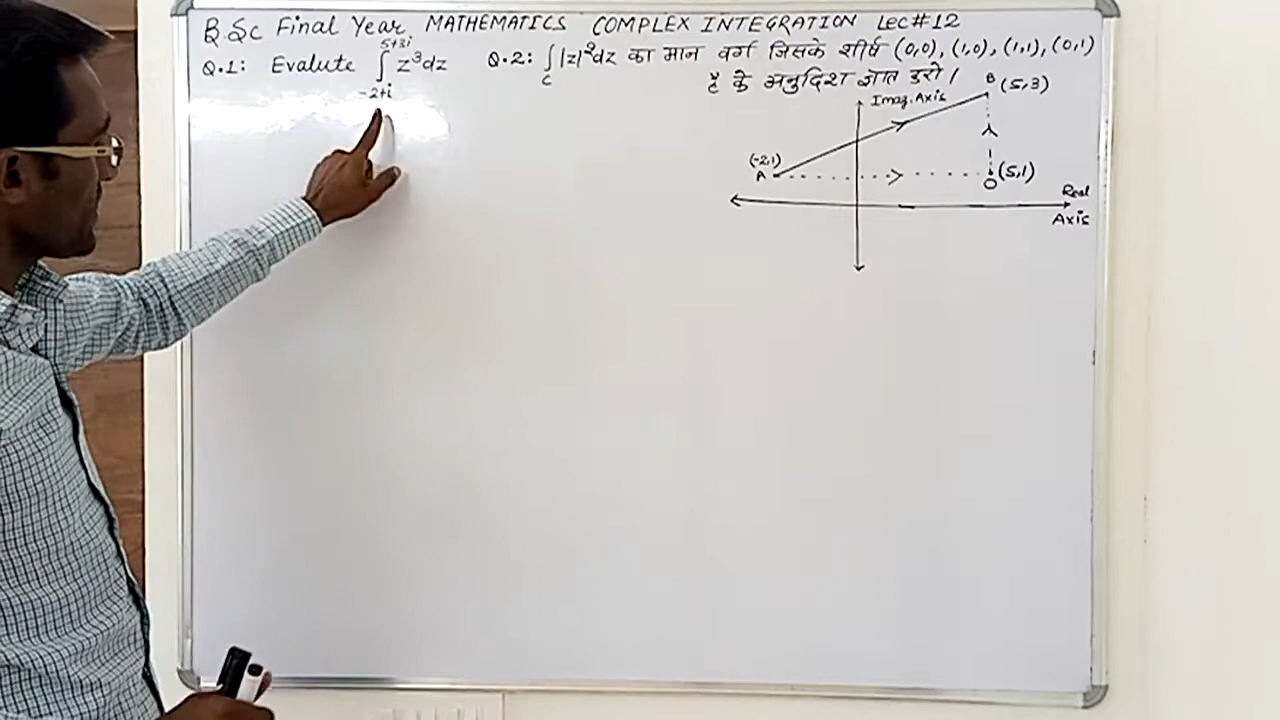 B.Sc Final Year MATHEMATICS COMPLEX INTEGRATION Lec#12
Q.1: Evalute ∫_{-2+i}^{5+3i} z³dz
Q.2: ∫_C |z|²dz का मान वर्ग जिसके शीर्ष (0,0), (1,0), (1,1), (0,1)
हैं के अनुदिश ज्ञात करो।
Imag. Axis
B (5,3)
(-2,1)
A
(5,1)
D
Real
Axis